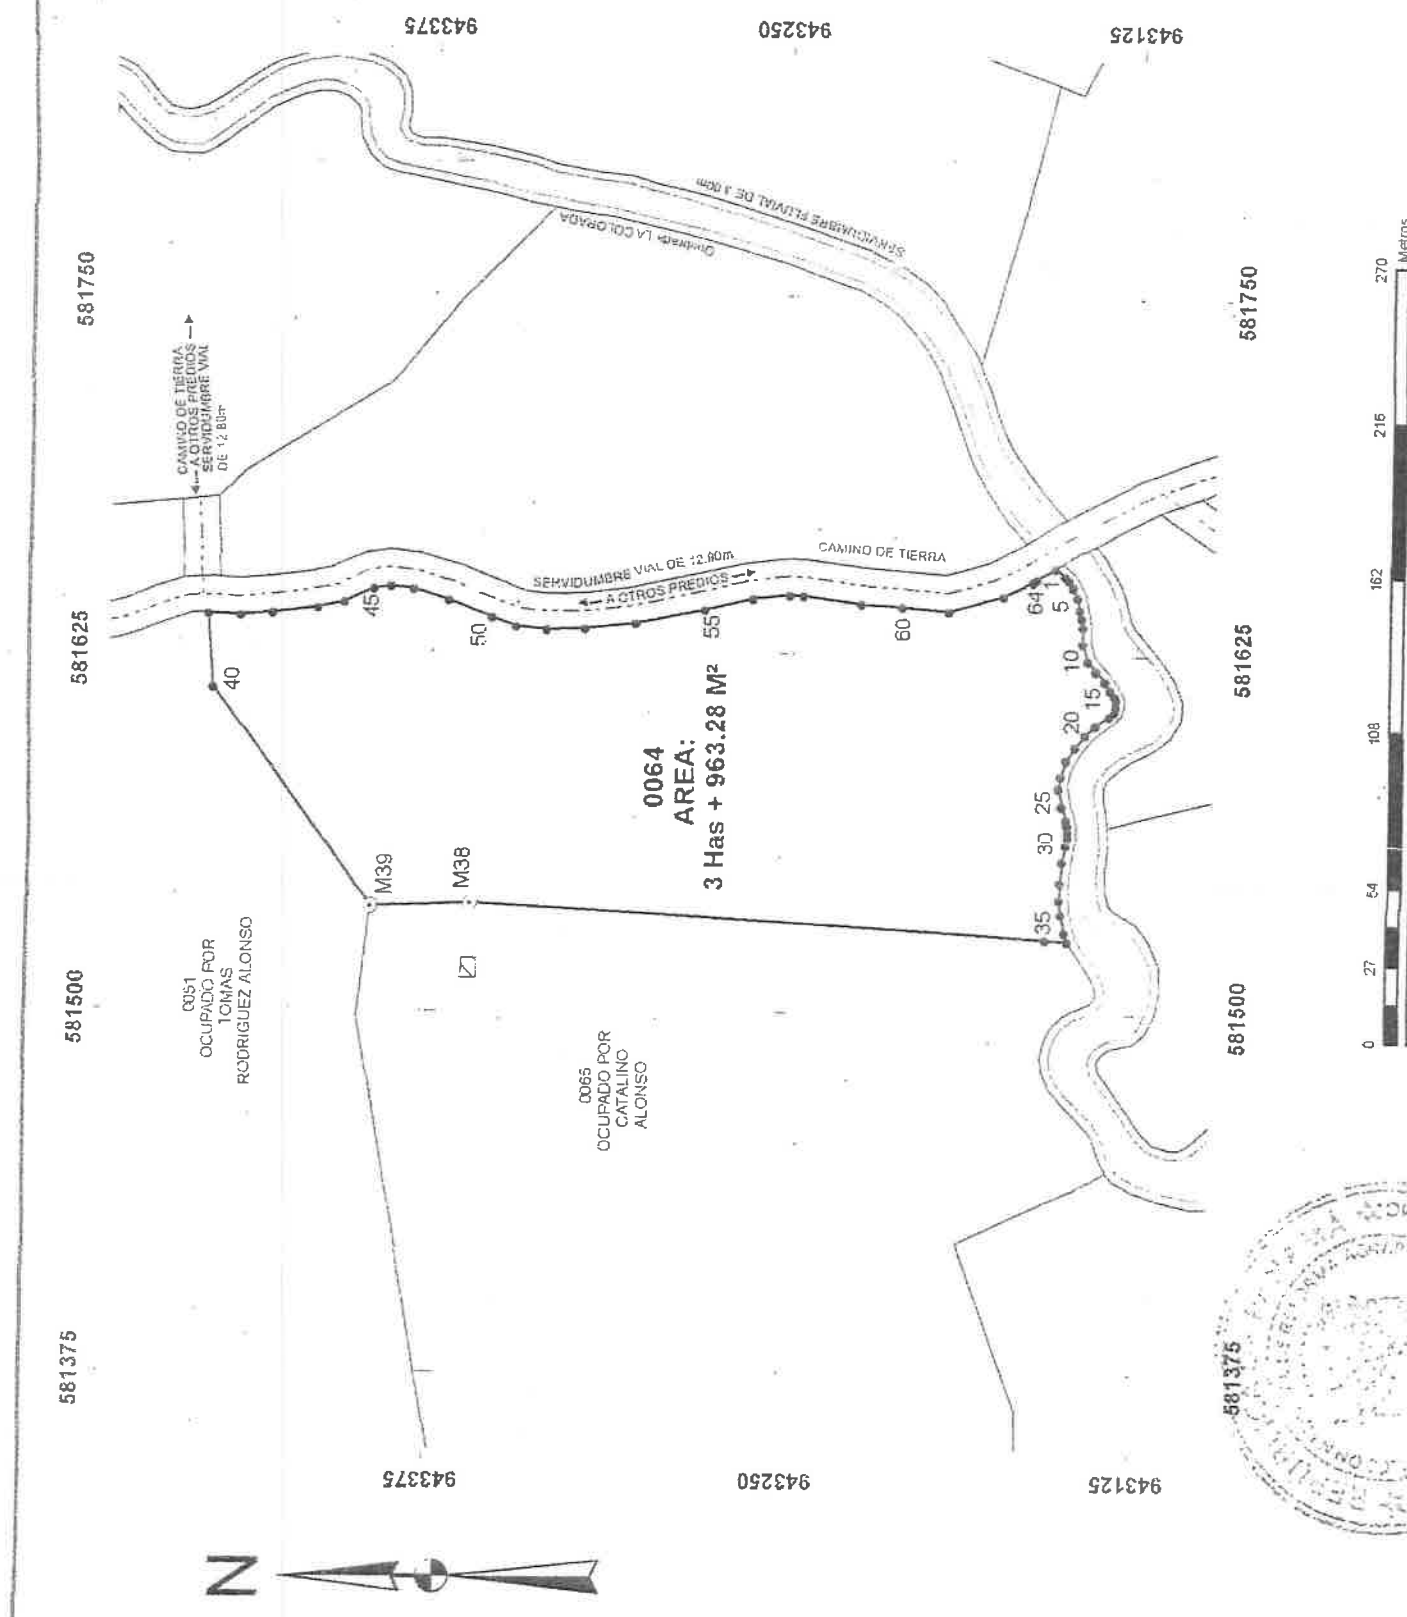 581375
581500
581625
581750
943375
943250
943125
943375
943250
943125
581375
581500
581625
581750
N
0051
OCUPADO POR
TOMAS
RODRIGUEZ ALONSO
0065
OCUPADO POR
CATALINO
ALONSO
0064
AREA:
3 Has + 963.28 M²
M39
M38
40
45
50
55
60
64
1
5
10
15
20
25
30
35
CAMINO DE TIERRA
A OTROS PREDIOS
SERVIDUMBRE VIAL
DE 12.80m
SERVIDUMBRE VIAL DE 12.80m
A OTROS PREDIOS
CAMINO DE TIERRA
Quebrada LA COLORADA
SERVIDUMBRE FLUVIAL DE 3.00m
0 27 54 108 162 216 270
Metros